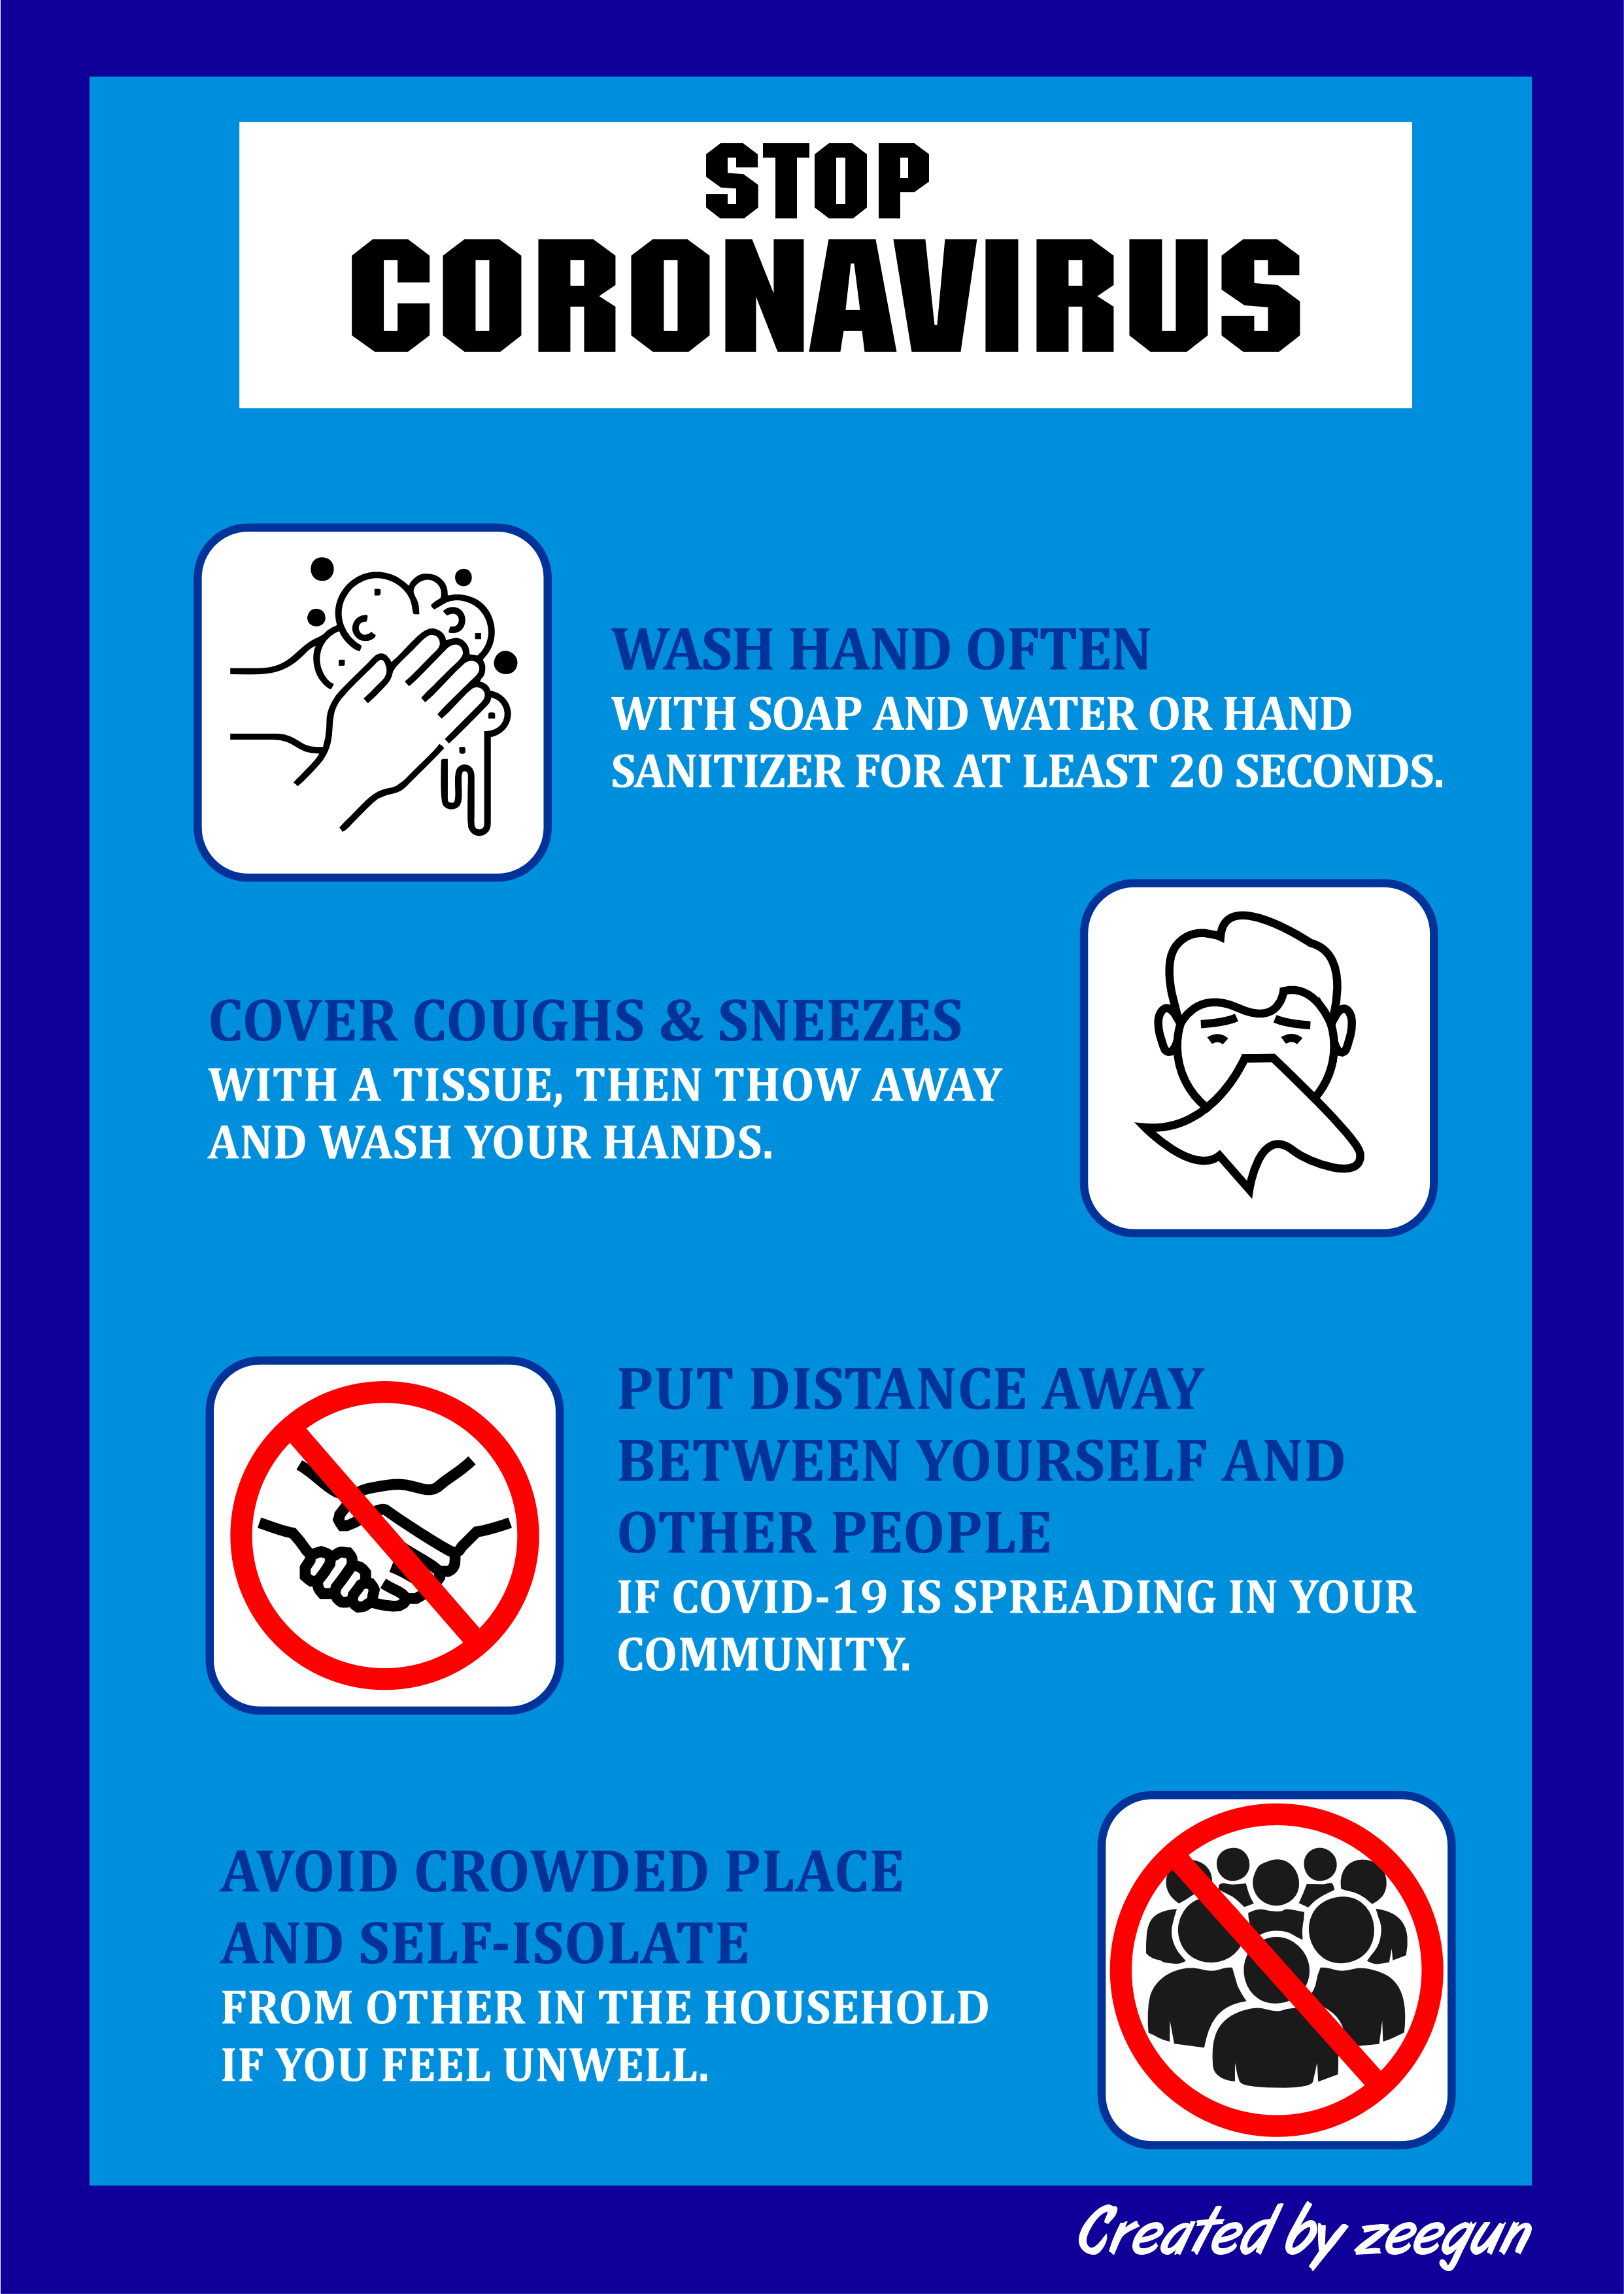 STOP
CORONAVIRUS
WASH HAND OFTEN
WITH SOAP AND WATER OR HAND
SANITIZER FOR AT LEAST 20 SECONDS.
COVER COUGHS & SNEEZES
WITH A TISSUE, THEN THOW AWAY
AND WASH YOUR HANDS.
PUT DISTANCE AWAY
BETWEEN YOURSELF AND
OTHER PEOPLE
IF COVID-19 IS SPREADING IN YOUR
COMMUNITY.
AVOID CROWDED PLACE
AND SELF-ISOLATE
FROM OTHER IN THE HOUSEHOLD
IF YOU FEEL UNWELL.
Created by zeegun